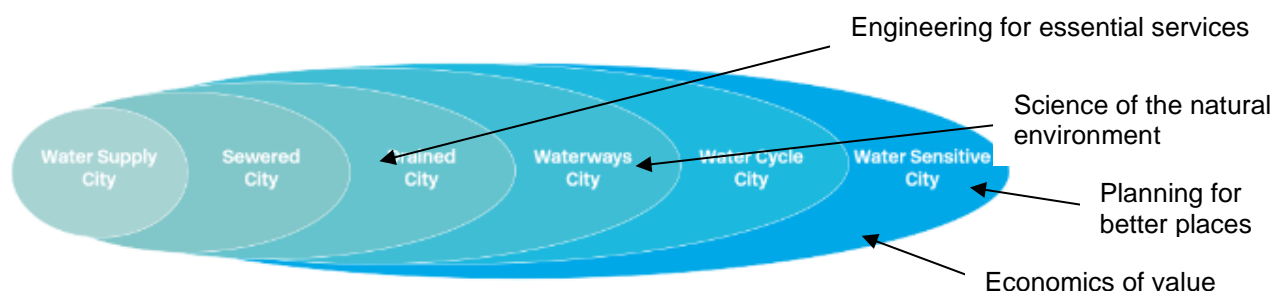 Engineering for essential services
Science of the natural
environment
Water Supply
City
Sewered
City
Drained
City
Waterways
City
Water Cycle
City
Water Sensitive
City
Planning for
better places
Economics of value